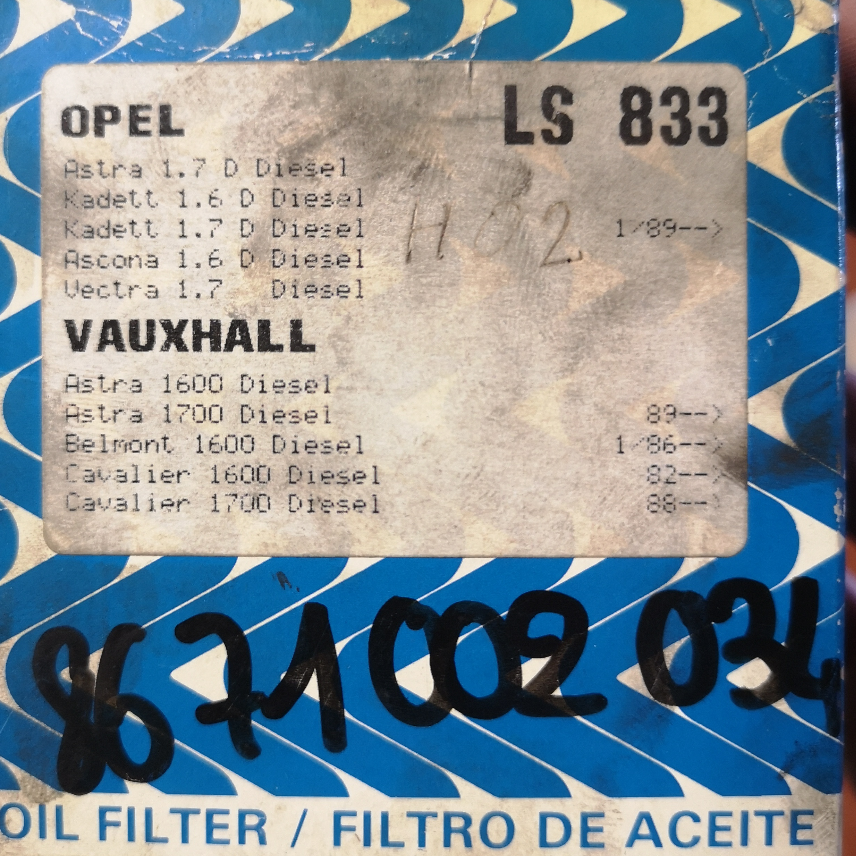 OPEL LS 833
Astra 1.7 D Diesel
Kadett 1.6 D Diesel
Kadett 1.7 D Diesel 1/89-->
Ascona 1.6 D Diesel
Vectra 1.7 Diesel
VAUXHALL
Astra 1600 Diesel
Astra 1700 Diesel 89-->
Belmont 1600 Diesel 1/86-->
Cavalier 1600 Diesel 82-->
Cavalier 1700 Diesel 88-->
8671002034
OIL FILTER / FILTRO DE ACEITE